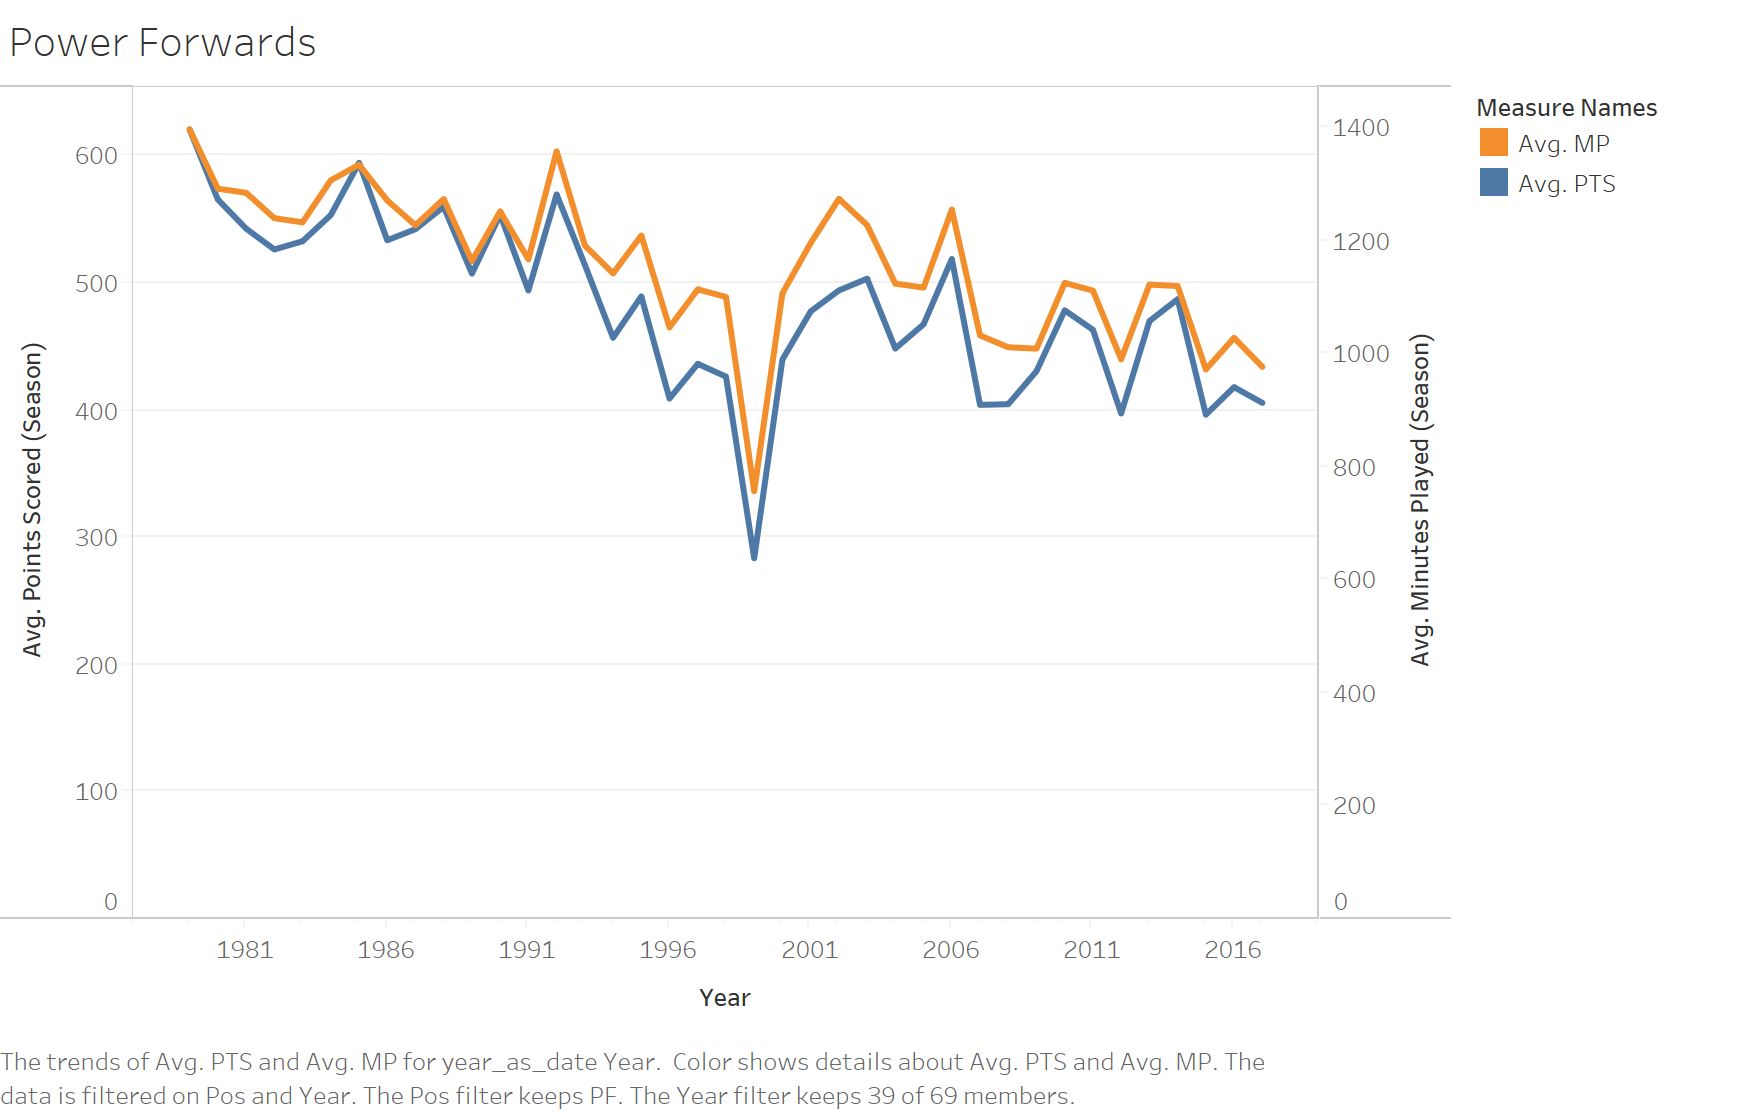 Power Forwards
Measure Names
Avg. MP
Avg. PTS
Avg. Points Scored (Season)
600
500
400
300
200
100
0
1400
1200
1000
800
600
400
200
0
Avg. Minutes Played (Season)
1981 1986 1991 1996 2001 2006 2011 2016
Year
The trends of Avg. PTS and Avg. MP for year_as_date Year.  Color shows details about Avg. PTS and Avg. MP. The
data is filtered on Pos and Year. The Pos filter keeps PF. The Year filter keeps 39 of 69 members.